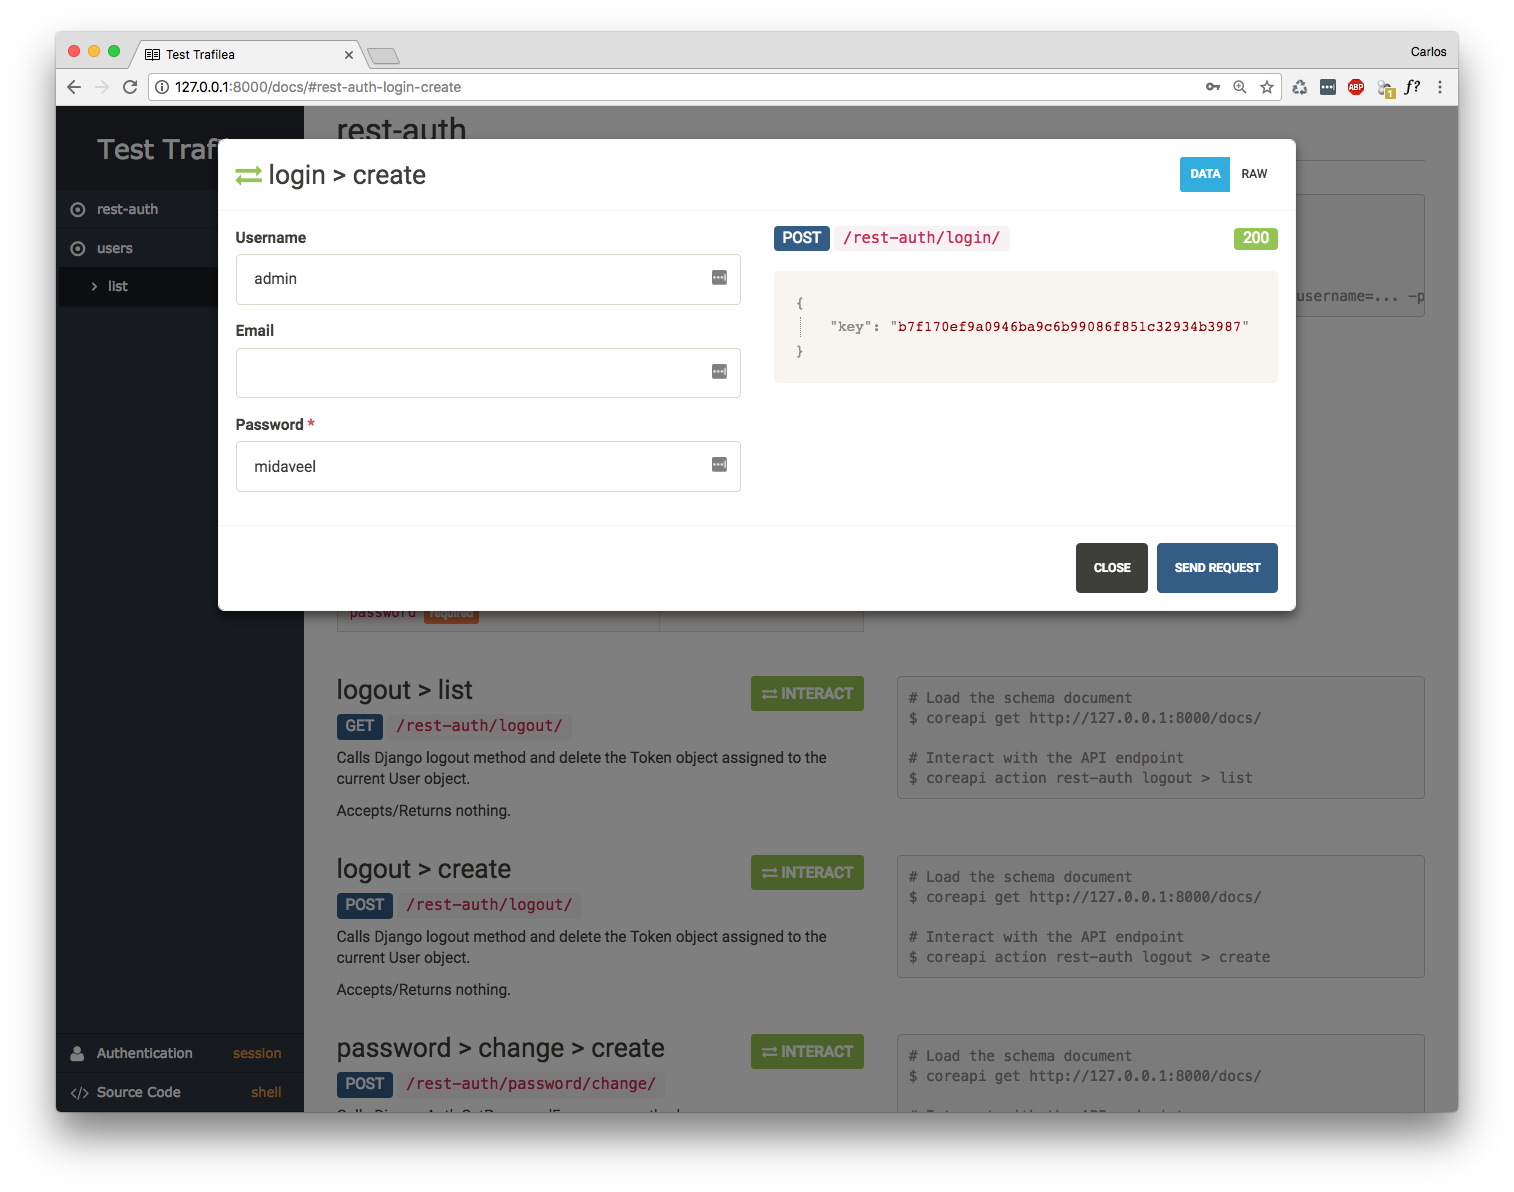 Test Trafilea
Carlos
127.0.0.1:8000/docs/#rest-auth-login-create
ABP
1
f?
Test Traf
rest-auth
users
list
Authentication session
Source Code shell
rest-auth
login > create
DATA RAW
Username
admin
Email
Password *
midaveel
POST /rest-auth/login/ 200
{
"key": "b7f170ef9a0946ba9c6b99086f851c32934b3987"
}
CLOSE SEND REQUEST
username=... -p
password required
logout > list
INTERACT
GET /rest-auth/logout/
Calls Django logout method and delete the Token object assigned to the
current User object.
Accepts/Returns nothing.
# Load the schema document
$ coreapi get http://127.0.0.1:8000/docs/
# Interact with the API endpoint
$ coreapi action rest-auth logout > list
logout > create
INTERACT
POST /rest-auth/logout/
Calls Django logout method and delete the Token object assigned to the
current User object.
Accepts/Returns nothing.
# Load the schema document
$ coreapi get http://127.0.0.1:8000/docs/
# Interact with the API endpoint
$ coreapi action rest-auth logout > create
password > change > create
INTERACT
POST /rest-auth/password/change/
# Load the schema document
$ coreapi get http://127.0.0.1:8000/docs/